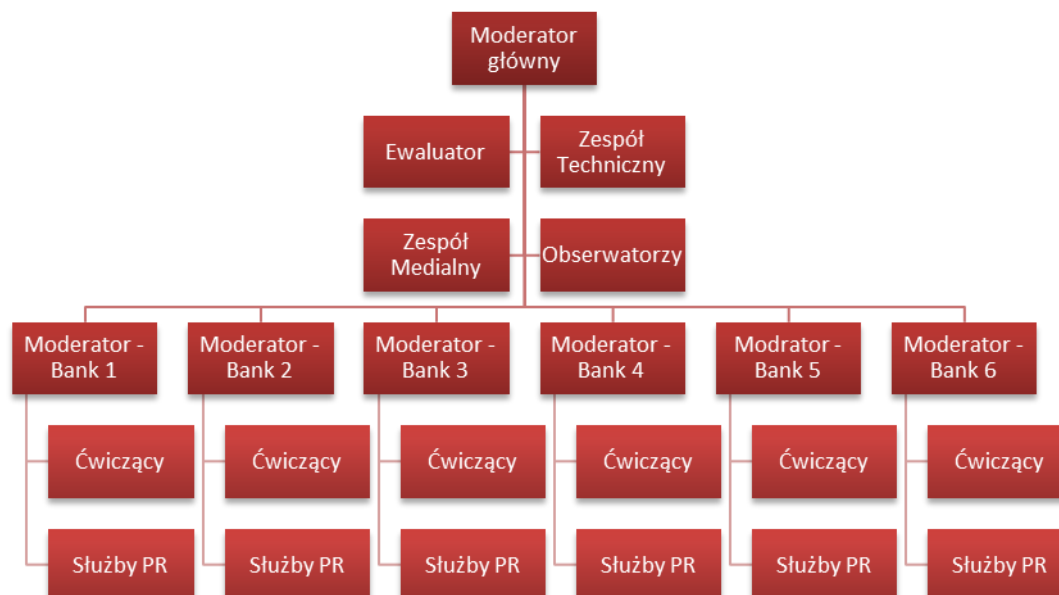 Moderator
główny
Ewaluator
Zespół
Techniczny
Zespół
Medialny
Obserwatorzy
Moderator -
Bank 1
Moderator -
Bank 2
Moderator -
Bank 3
Moderator -
Bank 4
Modrator -
Bank 5
Moderator -
Bank 6
Ćwiczący
Ćwiczący
Ćwiczący
Ćwiczący
Ćwiczący
Ćwiczący
Służby PR
Służby PR
Służby PR
Służby PR
Służby PR
Służby PR